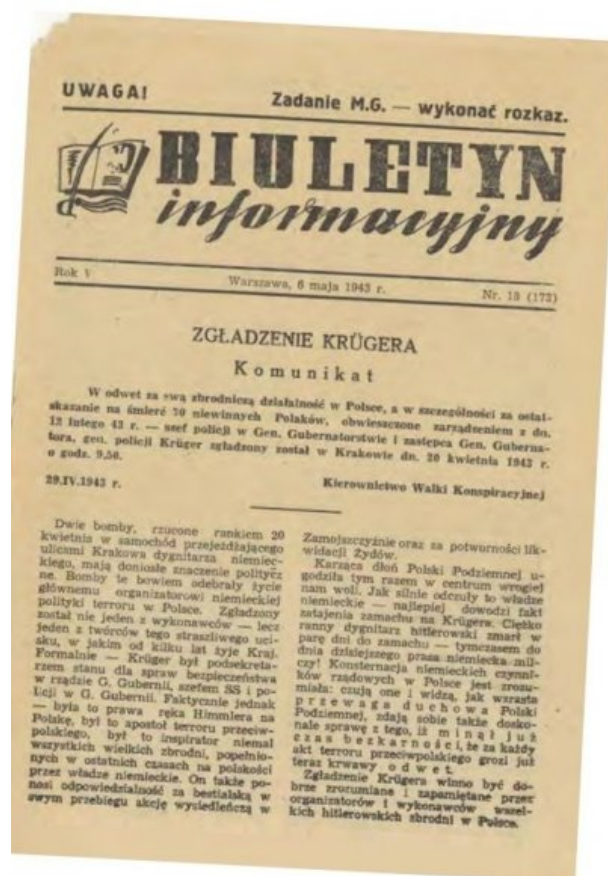 UWAGA!
Zadanie M.G. — wykonać rozkaz.
BIULETYN
informacyjny
Rok V
Warszawa, 6 maja 1943 r.
Nr. 18 (173)
ZGŁADZENIE KRÜGERA
Komunikat
W odwet za swą zbrodniczą działalność w Polsce, a w szczególności za ostat-
skazanie na śmierć 70 niewinnych Polaków, obwieszczone zarządzeniem z dn.
12 lutego 43 r. — szef policji w Gen. Gubernatorstwie i zastępca Gen. Guberna-
tora, gen. policji Krüger zgładzony został w Krakowie dn. 20 kwietnia 1943 r.
o godz. 9,50.
29.IV.1943 r.
Kierownictwo Walki Konspiracyjnej
Dwie bomby, rzucone rankiem 20
kwietnia w samochód przejeżdżającego
ulicami Krakowa dygnitarza niemiec-
kiego, mają doniosłe znaczenie politycz
ne. Bomby te bowiem odebrały życie
głównemu organizatorowi niemieckiej
polityki terroru w Polsce. Zgładzony
został nie jeden z wykonawców — lecz
jeden z twórców tego straszliwego uci-
sku, w jakim od kilku lat żyje Kraj.
Formalnie — Krüger był podsekreta-
rzem stanu dla spraw bezpieczeństwa
w rządzie G. Gubernii, szefem SS i po-
licji w G. Gubernii. Faktycznie jednak
— była to prawa ręka Himmlera na
Polskę, był to apostoł terroru przeciw-
polskiego, był to inspirator niemal
wszystkich wielkich zbrodni, popełnio-
nych w ostatnich czasach na polskości
przez władze niemieckie. On także po-
nosi odpowiedzialność za bestialską w
swym przebiegu akcję wysiedleńczą w
Zamojszczyźnie oraz za potworności lik-
widacji Żydów.
Karząca dłoń Polski Podziemnej u-
godziła tym razem w centrum wrogiej
nam woli. Jak silnie odczuły to władze
niemieckie — najlepiej dowodzi fakt
zatajenia zamachu na Krügera. Ciężko
ranny dygnitarz hitlerowski zmarł w
parę dni do zamachu — tymczasem do
dnia dzisiejszego prasa niemiecka mil-
czy! Konsternacja niemieckich czynni-
ków rządowych w Polsce jest zrozu-
miała: czują one i widzą, jak wzrasta
przewaga duchowa Polski
Podziemnej, zdają sobie także dosko-
nale sprawę z tego, iż minął już
czas bezkarności, że za każdy
akt terroru przeciwpolskiego grozi już
teraz krwawy odwet.
Zgładzenie Krügera winno być do-
brze zrozumiane i zapamiętane przez
organizatorów i wykonawców wszel-
kich hitlerowskich zbrodni w Polsce.